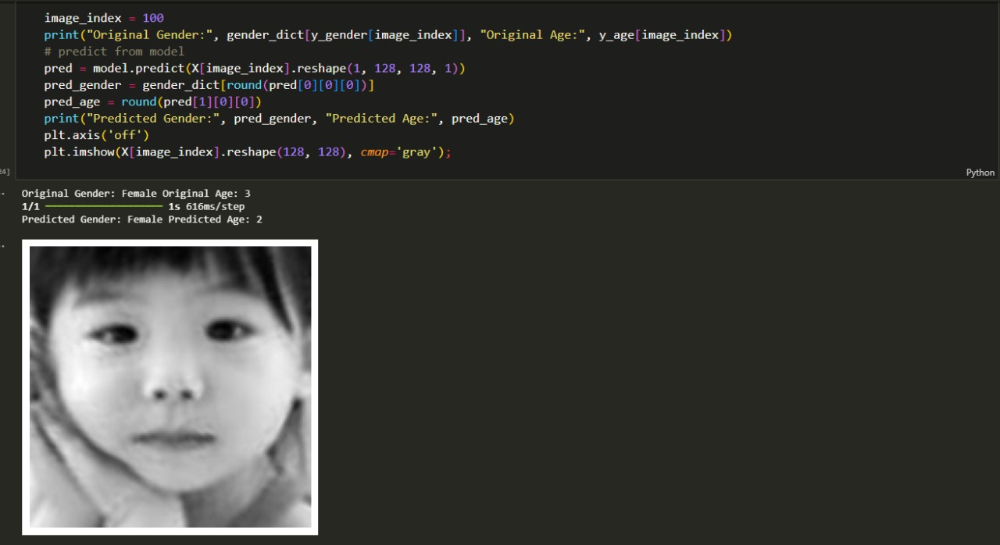 image_index = 100
print("Original Gender:", gender_dict[y_gender[image_index]], "Original Age:", y_age[image_index])
# predict from model
pred = model.predict(X[image_index].reshape(1, 128, 128, 1))
pred_gender = gender_dict[round(pred[0][0][0])]
pred_age = round(pred[1][0][0])
print("Predicted Gender:", pred_gender, "Predicted Age:", pred_age)
plt.axis('off')
plt.imshow(X[image_index].reshape(128, 128), cmap='gray');
24]
Python
Original Gender: Female Original Age: 3
1/1 ━━━━━━━━━━━━━━━━━━━━ 1s 616ms/step
Predicted Gender: Female Predicted Age: 2